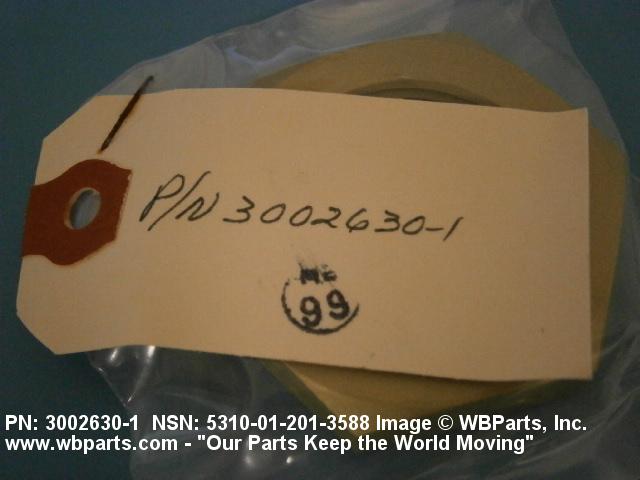 P/N 3002630-1
99
PN: 3002630-1 NSN: 5310-01-201-3588 Image © WBParts, Inc.
www.wbparts.com - "Our Parts Keep the World Moving"